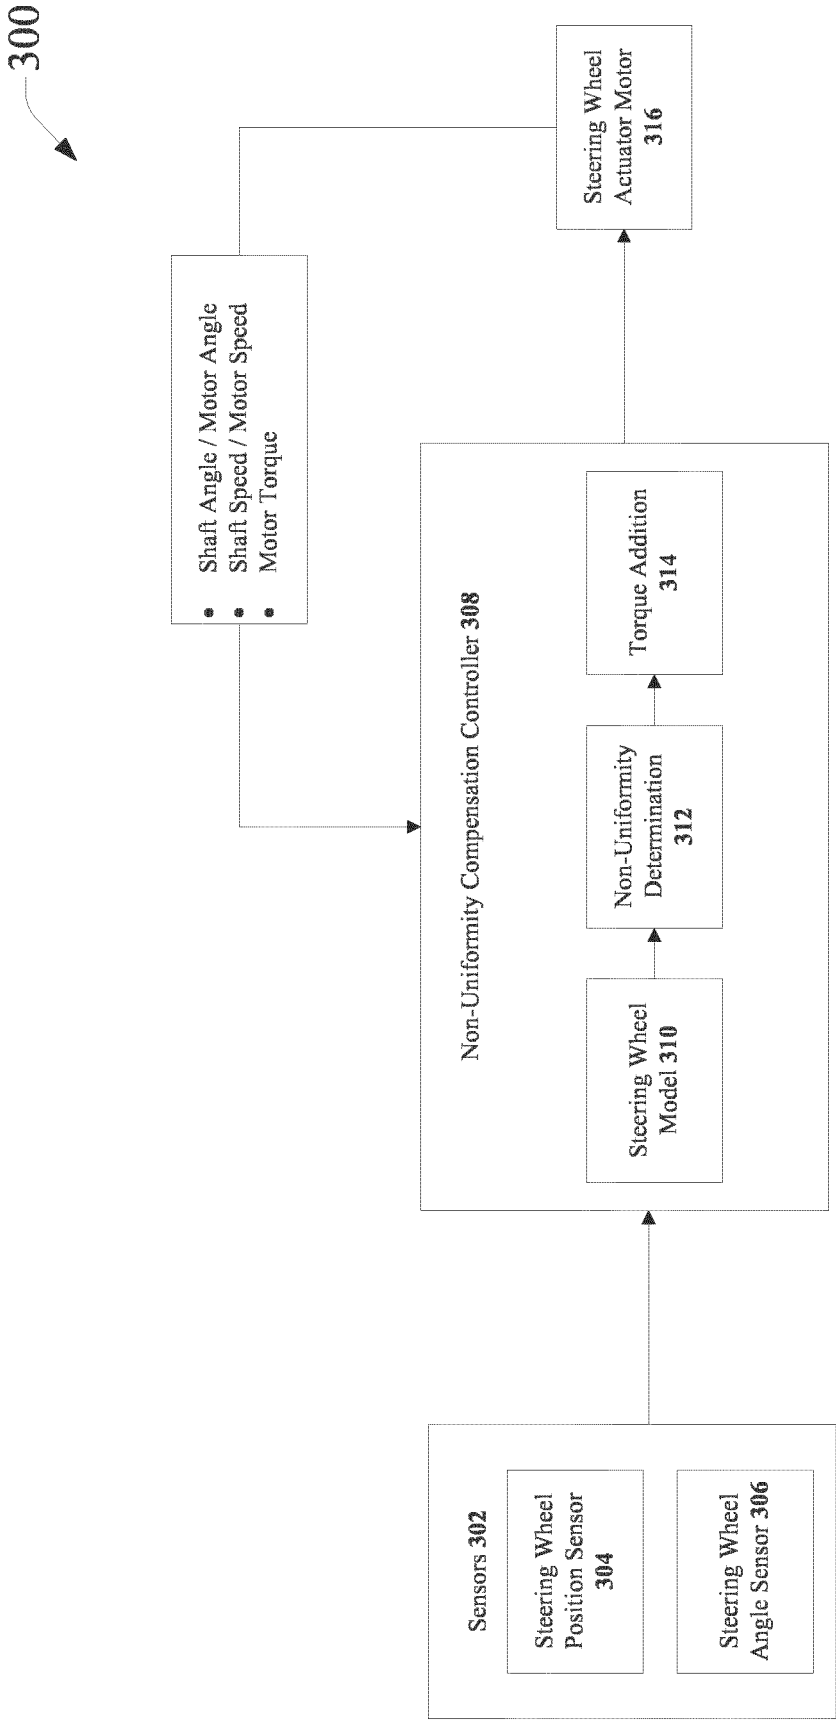 300
Sensors 302
Steering Wheel
Position Sensor
304
Steering Wheel
Angle Sensor 306
Non-Uniformity Compensation Controller 308
Steering Wheel
Model 310
Non-Uniformity
Determination
312
Torque Addition
314
• Shaft Angle / Motor Angle
• Shaft Speed / Motor Speed
• Motor Torque
Steering Wheel
Actuator Motor
316